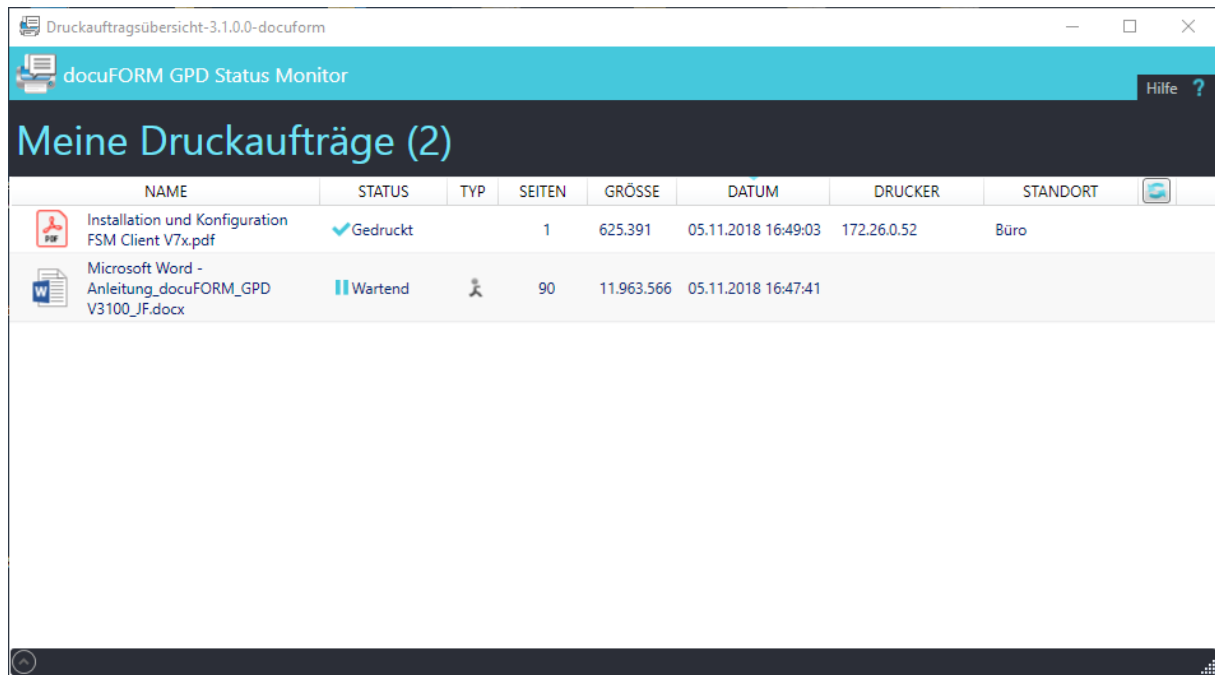 Druckauftragsübersicht-3.1.0.0-docuform
docuFORM GPD Status Monitor
Hilfe ?
Meine Druckaufträge (2)
NAME STATUS TYP SEITEN GRÖSSE DATUM DRUCKER STANDORT
Installation und Konfiguration
FSM Client V7x.pdf
PDF
Gedruckt 1 625.391 05.11.2018 16:49:03 172.26.0.52 Büro
Microsoft Word -
Anleitung_docuFORM_GPD
V3100_JF.docx
W
Wartend 90 11.963.566 05.11.2018 16:47:41